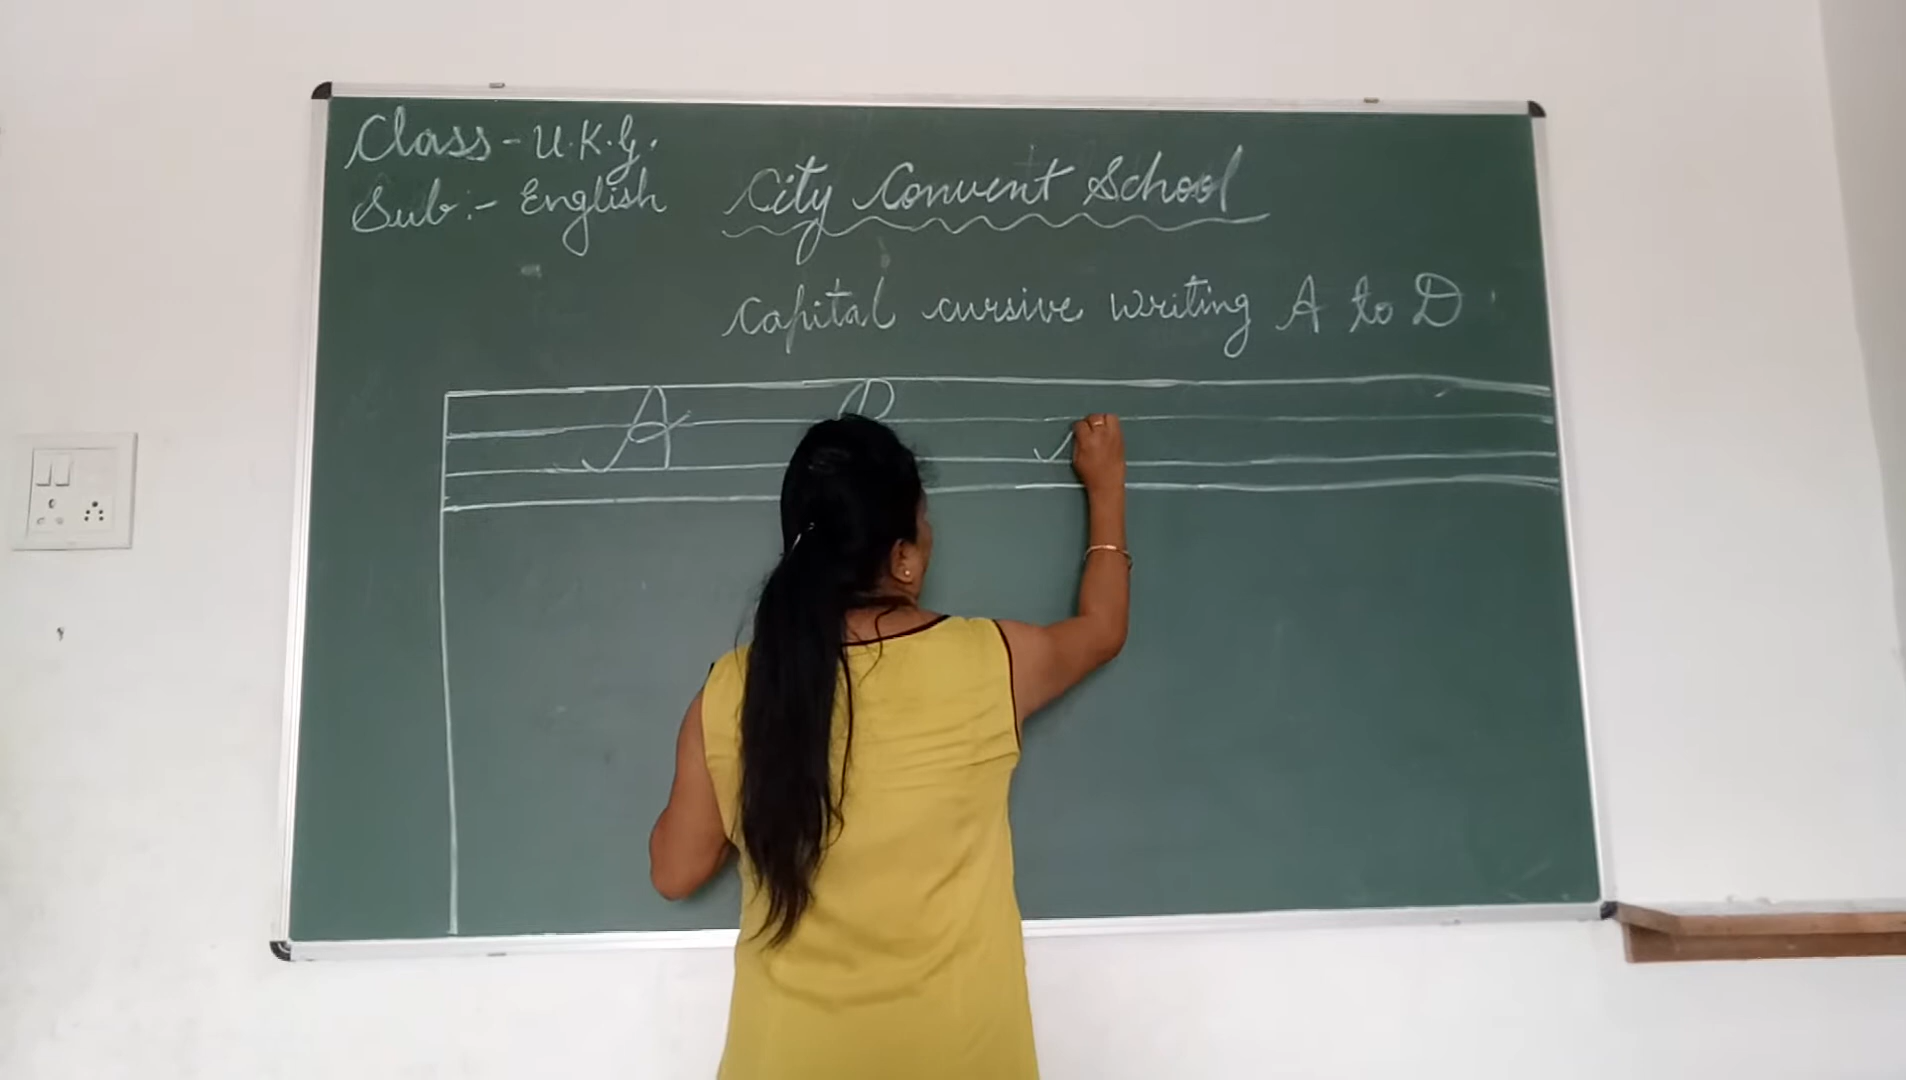 Class - U.K.G.
Sub :- English
City Convent School
Capital cursive writing A to D
A B